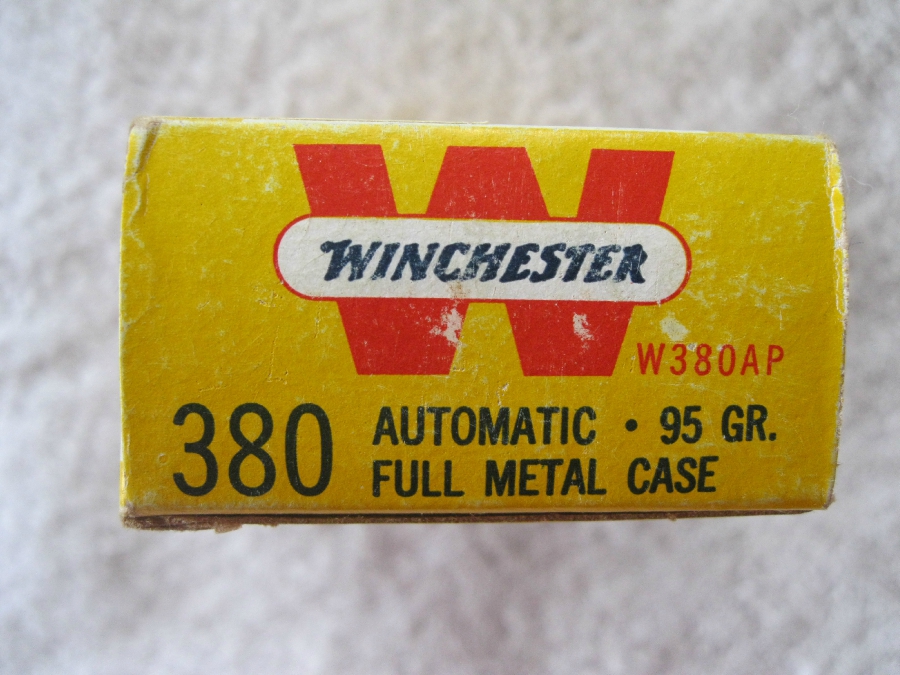 W
WINCHESTER
W380AP
380 AUTOMATIC • 95 GR.
FULL METAL CASE